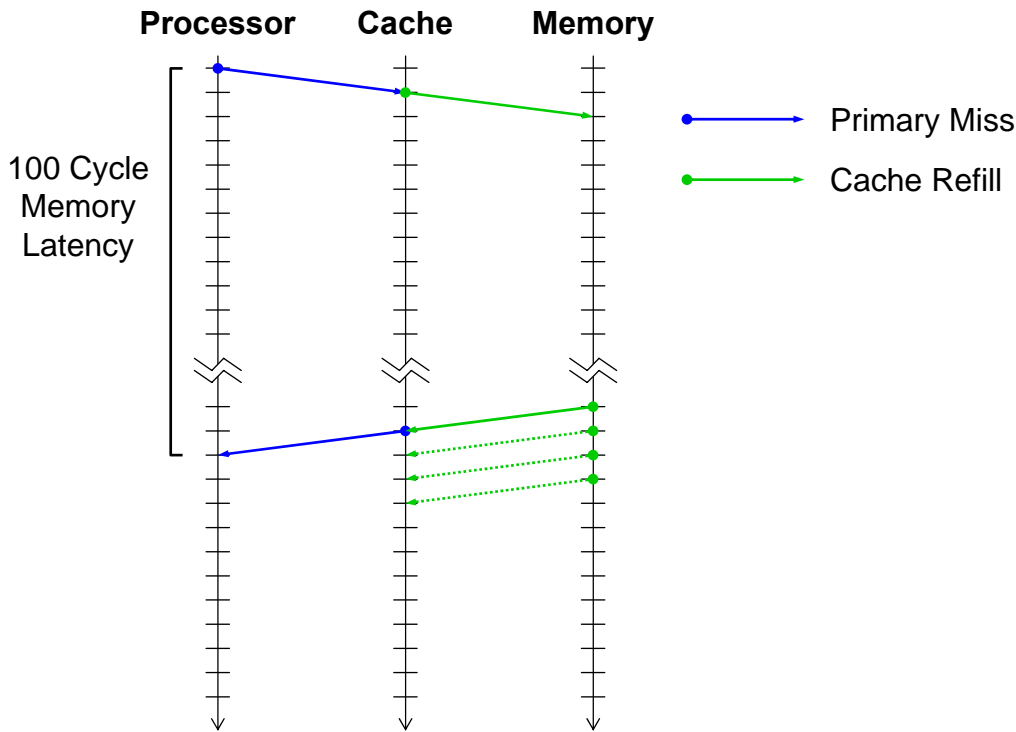 Processor Cache Memory
Primary Miss
Cache Refill
100 Cycle
Memory
Latency